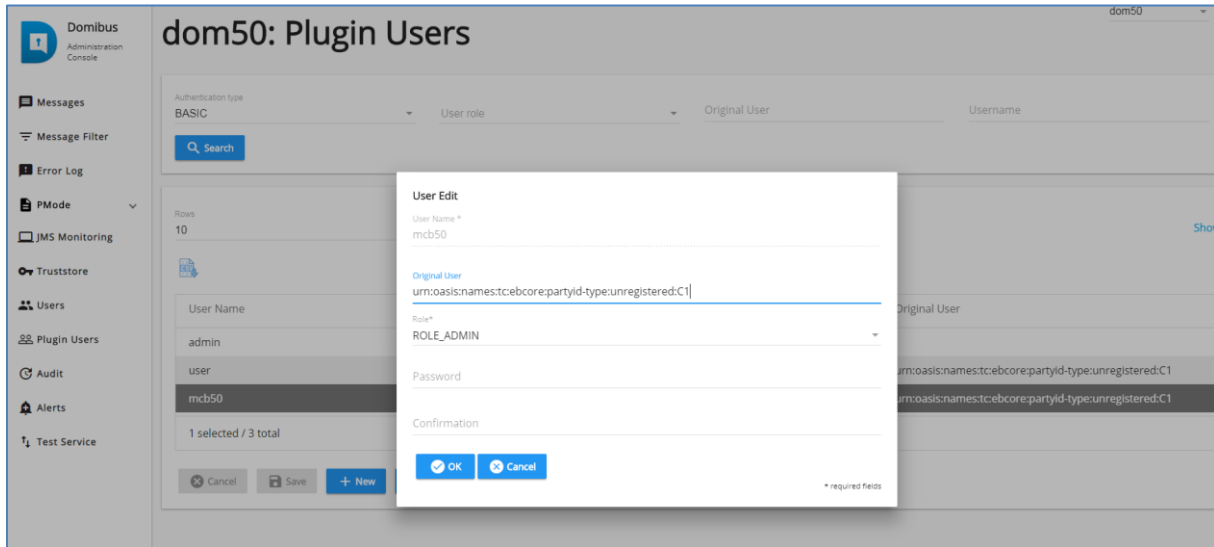 dom50
Domibus
Administration
Console
dom50: Plugin Users
Messages
Message Filter
Error Log
PMode
JMS Monitoring
Truststore
Users
Plugin Users
Audit
Alerts
Test Service
Authentication type
BASIC
User role
Original User
Username
Search
Rows
10
User Name
Original User
admin
user
urn:oasis:names:tc:ebcore:partyid-type:unregistered:C1
mcb50
urn:oasis:names:tc:ebcore:partyid-type:unregistered:C1
1 selected / 3 total
Cancel
Save
+ New
User Edit
User Name *
mcb50
Original User
urn:oasis:names:tc:ebcore:partyid-type:unregistered:C1
Role*
ROLE_ADMIN
Password
Confirmation
OK
Cancel
* required fields